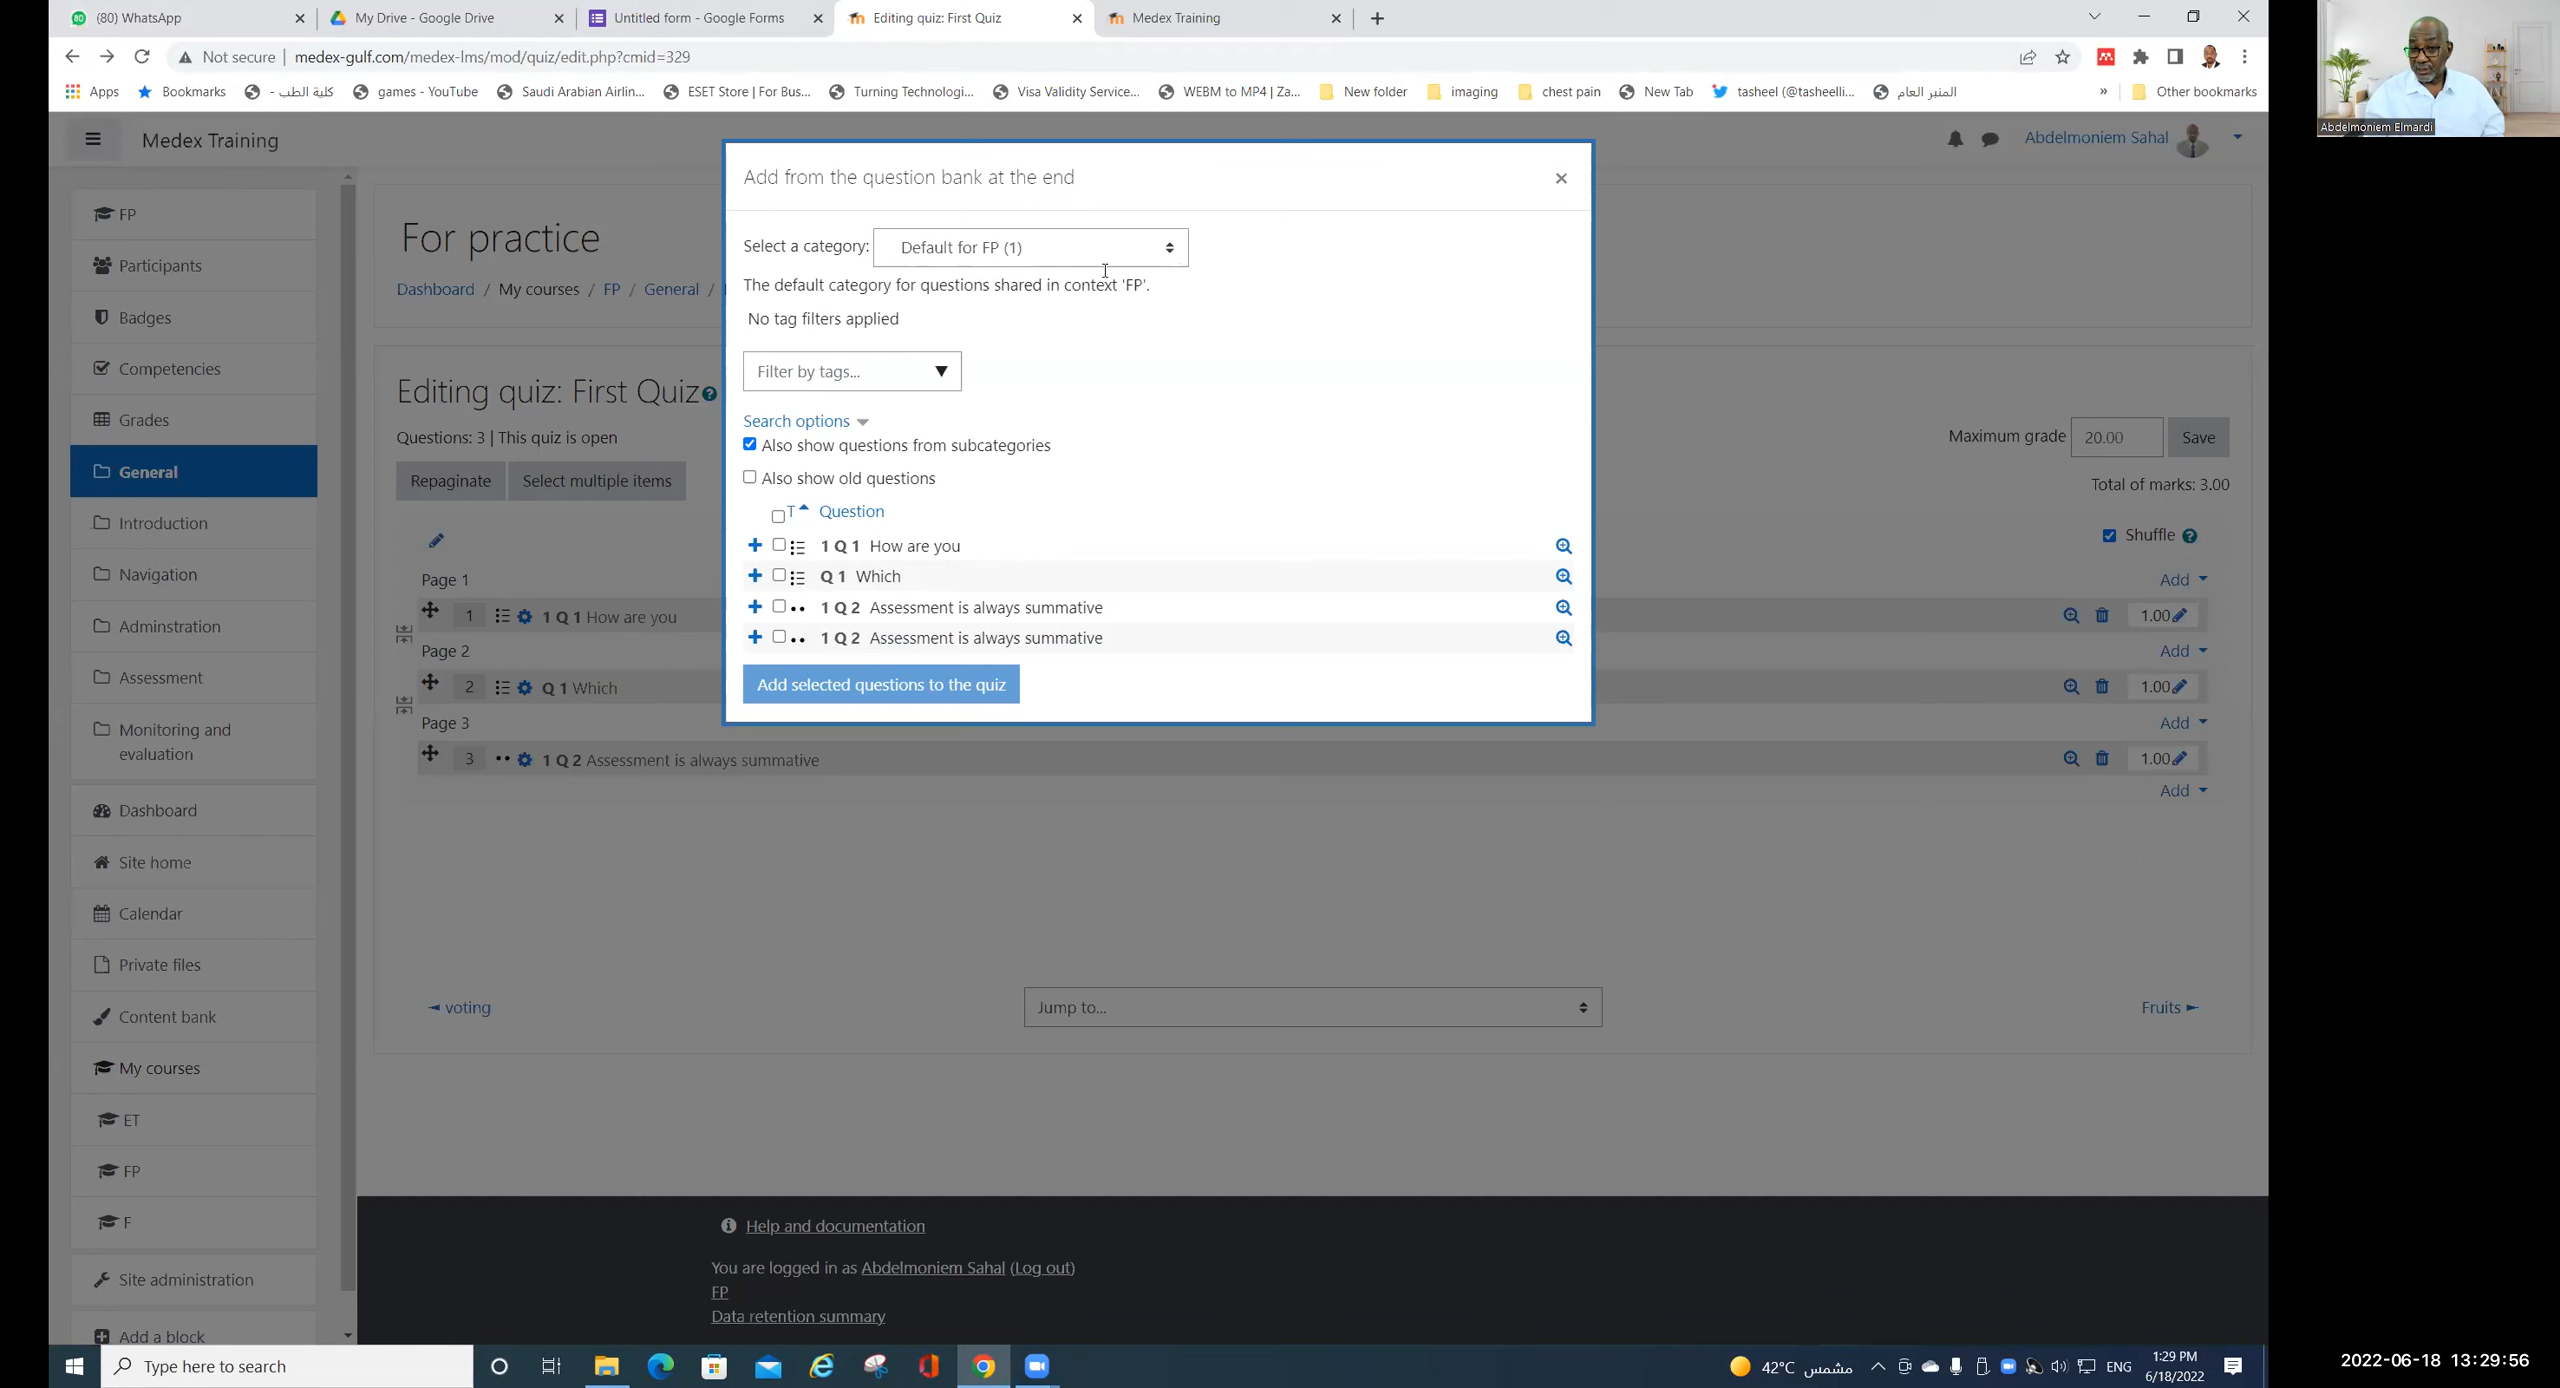 (80) WhatsApp
My Drive - Google Drive
Untitled form - Google Forms
Editing quiz: First Quiz
Medex Training
Not secure
medex-gulf.com/medex-lms/mod/quiz/edit.php?cmid=329
Apps
Bookmarks
كلية الطب -
games - YouTube
Saudi Arabian Airlin...
ESET Store | For Bus...
Turning Technologi...
Visa Validity Service...
WEBM to MP4 | Za...
New folder
imaging
chest pain
New Tab
tasheel (@tasheelli...
المنبر العام
»
Other bookmarks
Abdelmoniem Elmardi
Medex Training
Abdelmoniem Sahal
FP
Participants
Badges
Competencies
Grades
General
Introduction
Navigation
Adminstration
Assessment
Monitoring and
evaluation
Dashboard
Site home
Calendar
Private files
Content bank
My courses
ET
FP
F
Site administration
Add a block
For practice
Dashboard / My courses / FP / General /
Editing quiz: First Quiz
Questions: 3 | This quiz is open
Repaginate
Select multiple items
Maximum grade 20.00 Save
Total of marks: 3.00
Shuffle
Page 1
Add
1 1 Q 1 How are you 1.00
Page 2
Add
2 Q 1 Which 1.00
Page 3
Add
3 1 Q 2 Assessment is always summative 1.00
Add
Add from the question bank at the end
Select a category: Default for FP (1)
The default category for questions shared in context 'FP'.
No tag filters applied
Filter by tags...
Search options
Also show questions from subcategories
Also show old questions
T Question
1 Q 1 How are you
Q 1 Which
1 Q 2 Assessment is always summative
1 Q 2 Assessment is always summative
Add selected questions to the quiz
◄ voting
Jump to...
Fruits ►
Help and documentation
You are logged in as Abdelmoniem Sahal (Log out)
FP
Data retention summary
Type here to search
42°C مشمس
ENG
1:29 PM
6/18/2022
2022-06-18 13:29:56